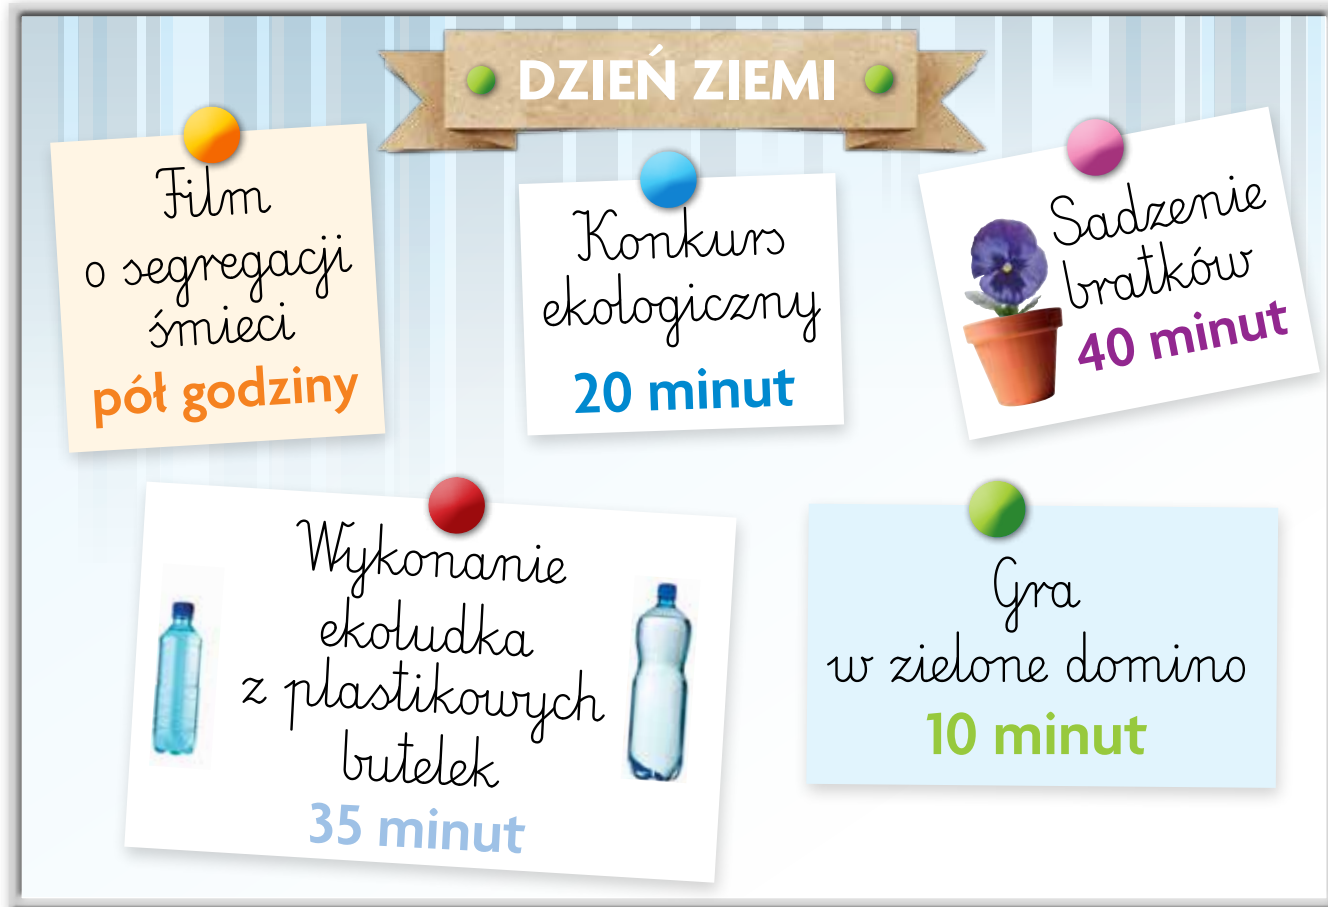 DZIEŃ ZIEMI
Film
o segregacji
śmieci
pół godziny
Konkurs
ekologiczny
20 minut
Sadzenie
bratków
40 minut
Wykonanie
ekoludka
z plastikowych
butelek
35 minut
Gra
w zielone domino
10 minut